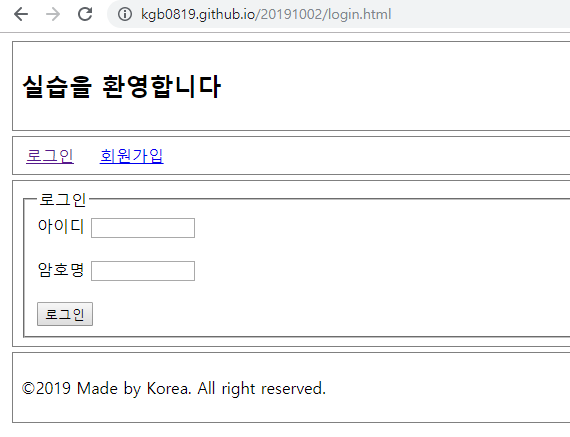 kgb0819.github.io/20191002/login.html
실습을 환영합니다
로그인 회원가입
로그인
아이디
암호명
로그인
©2019 Made by Korea. All right reserved.